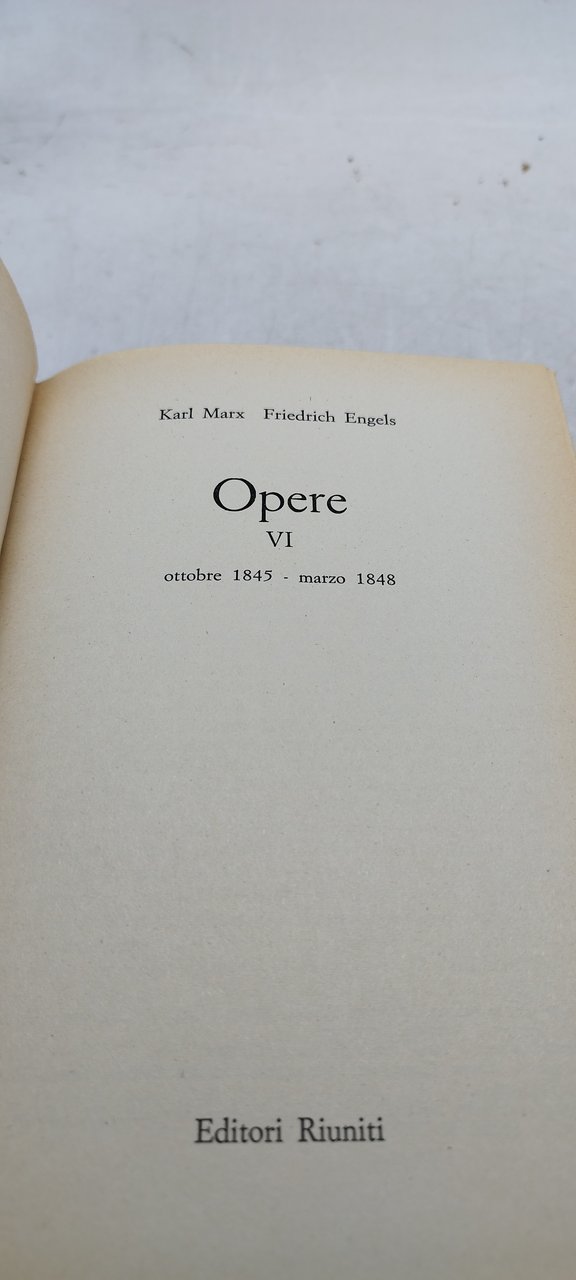 Karl Marx Friedrich Engels
Opere
VI
ottobre 1845 - marzo 1848
Editori Riuniti